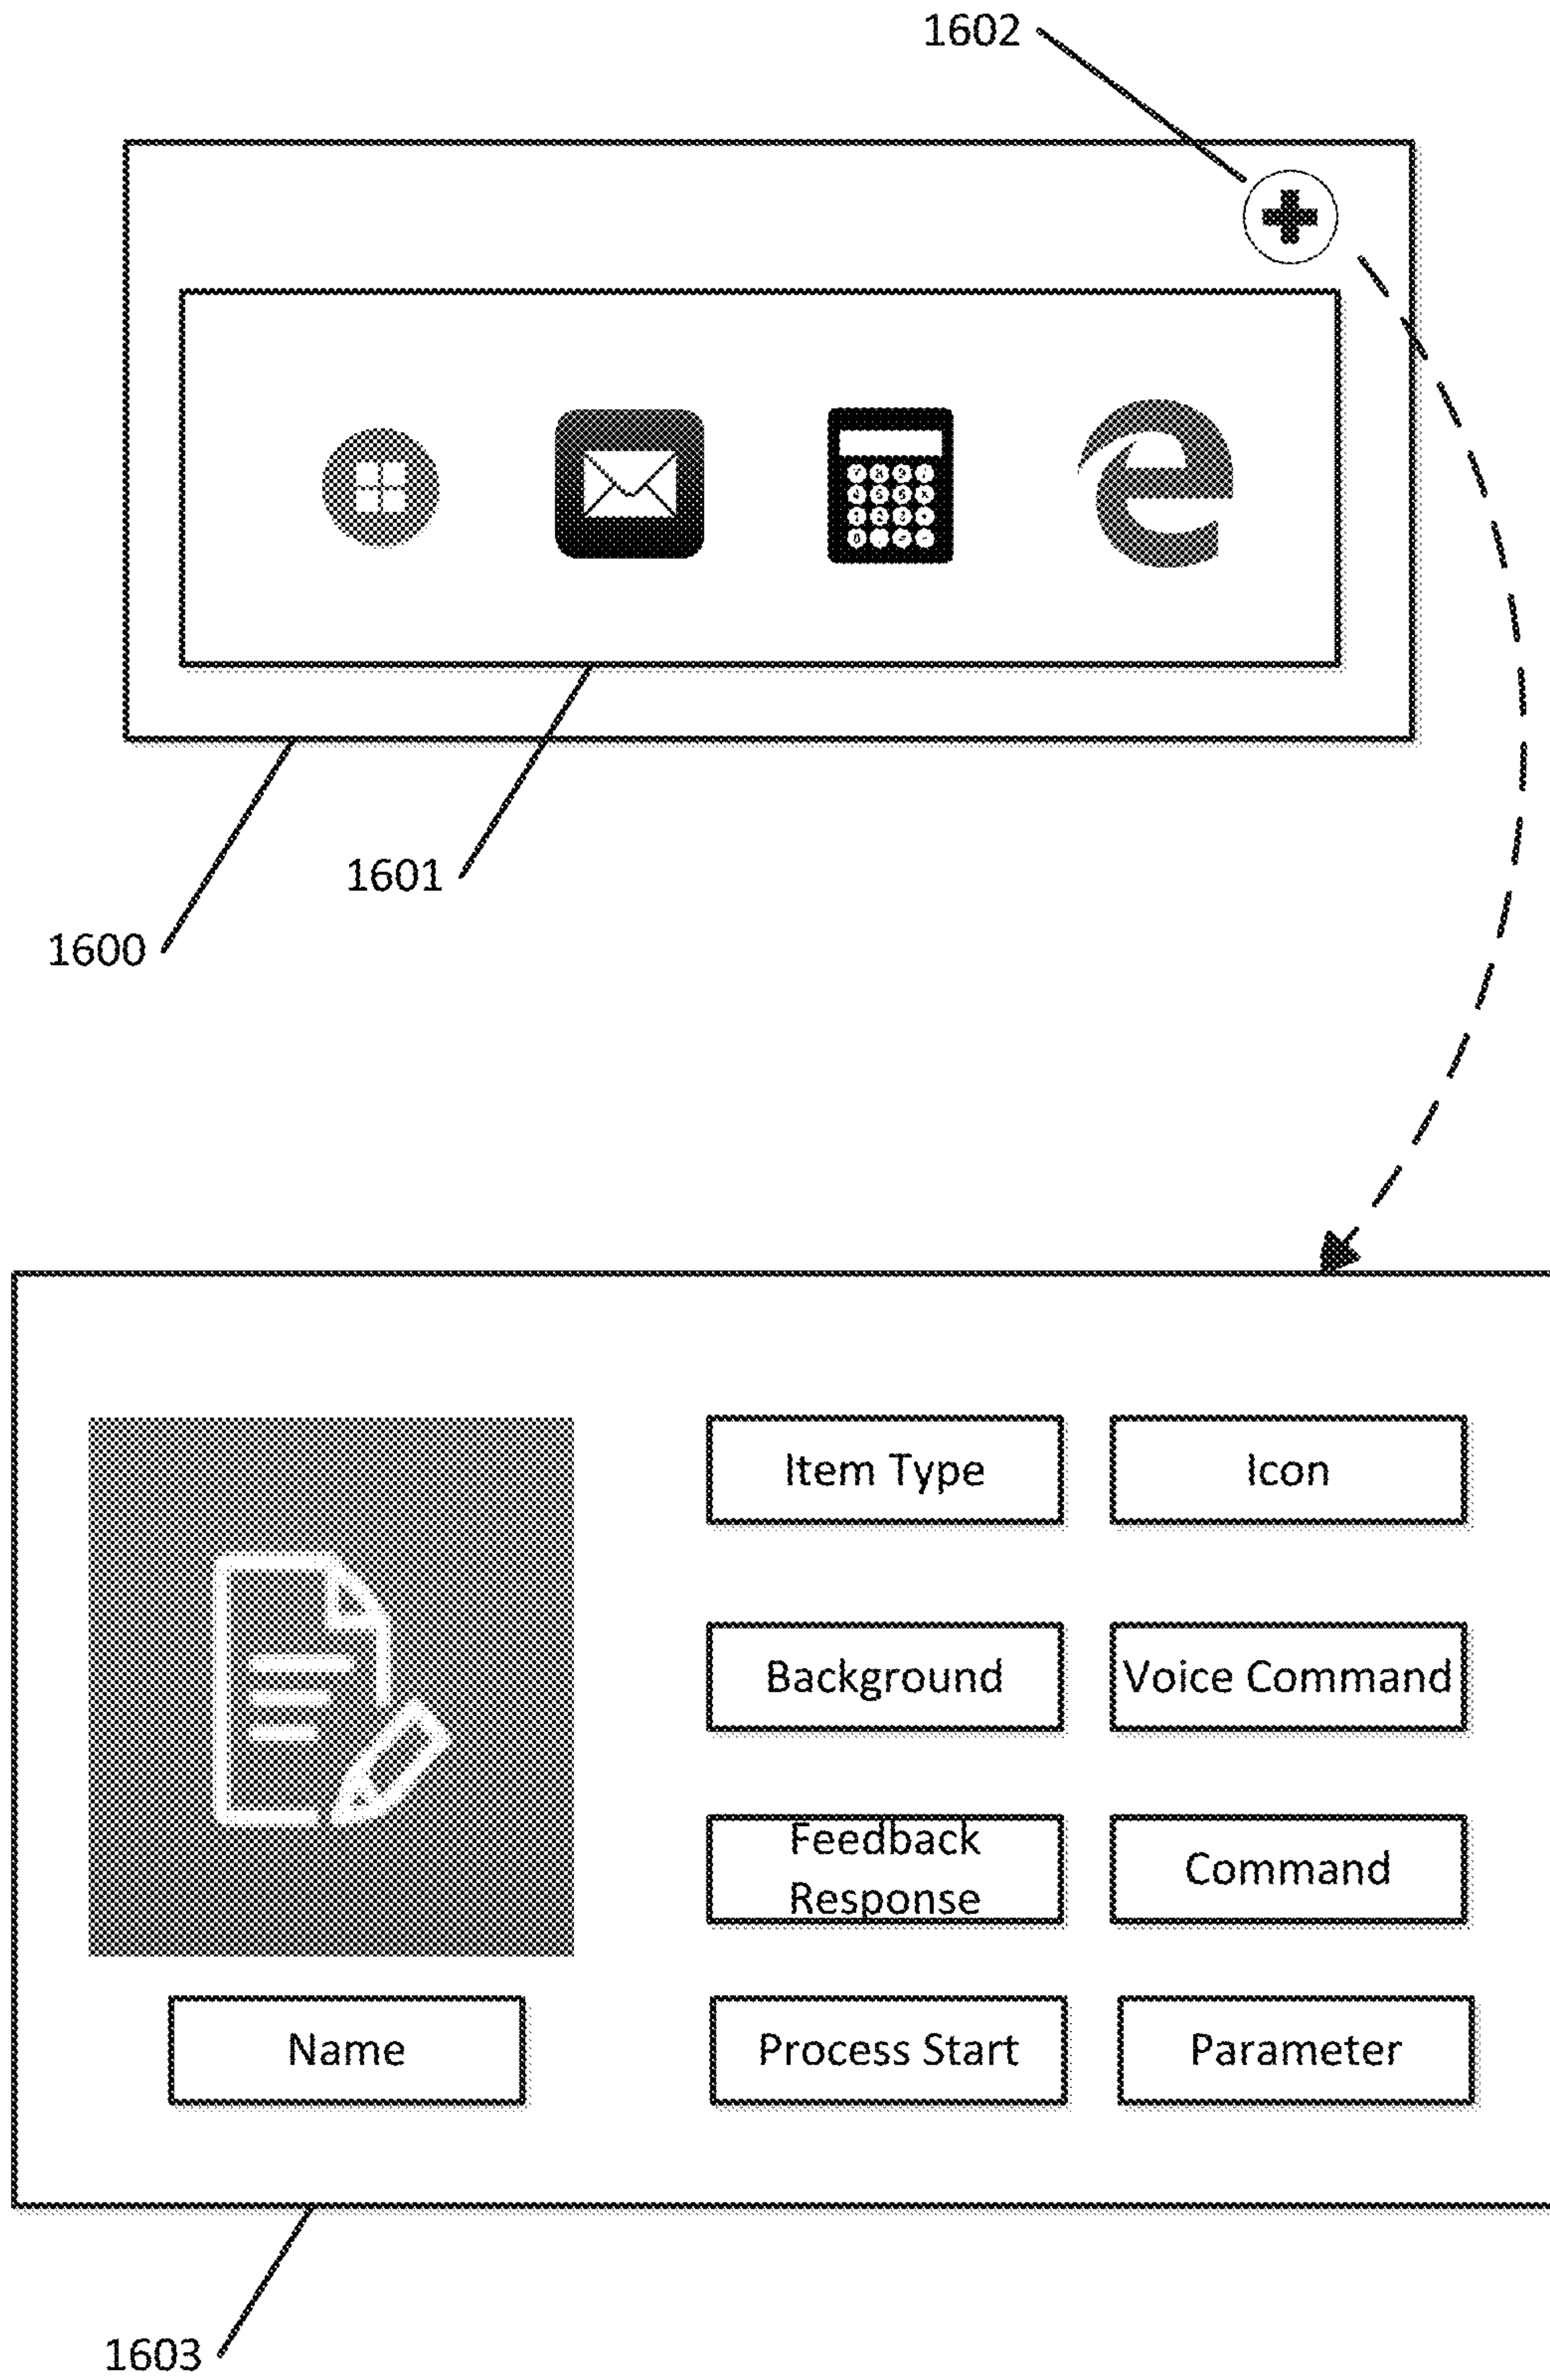 1602
1601
1600
Item Type
Icon
Background
Voice Command
Feedback
Response
Command
Name
Process Start
Parameter
1603